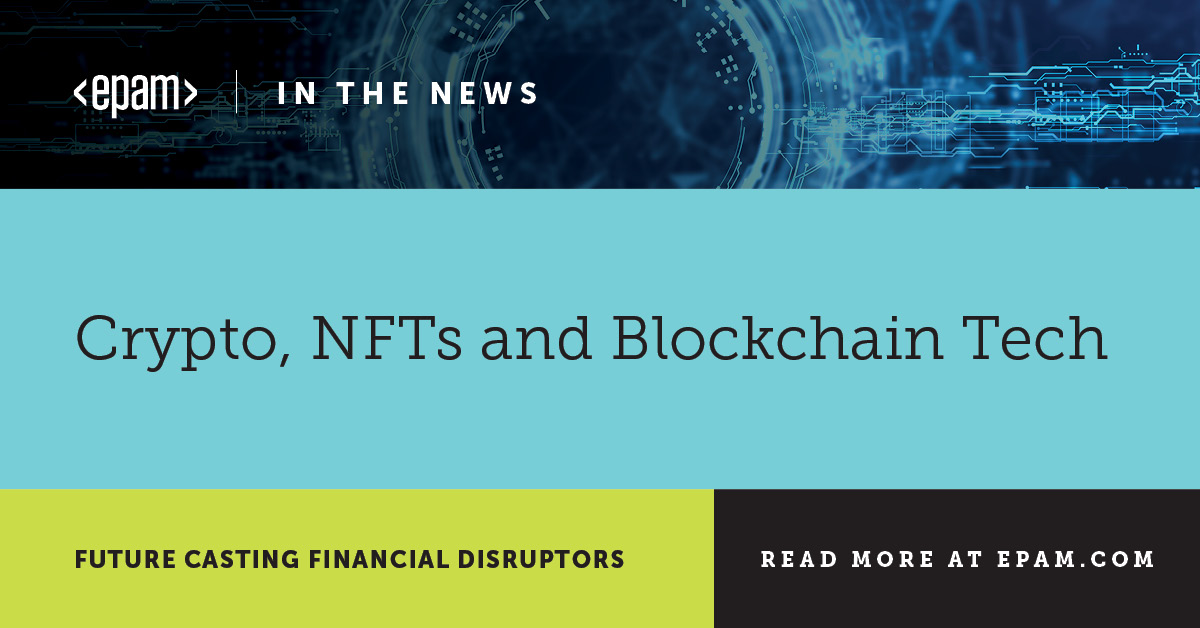 <epam> | IN THE NEWS
Crypto, NFTs and Blockchain Tech
FUTURE CASTING FINANCIAL DISRUPTORS
READ MORE AT EPAM.COM